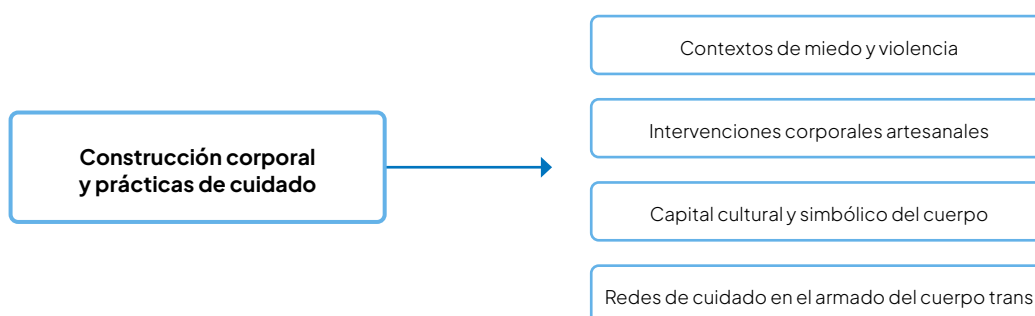 Construcción corporal
y prácticas de cuidado
Contextos de miedo y violencia
Intervenciones corporales artesanales
Capital cultural y simbólico del cuerpo
Redes de cuidado en el armado del cuerpo trans